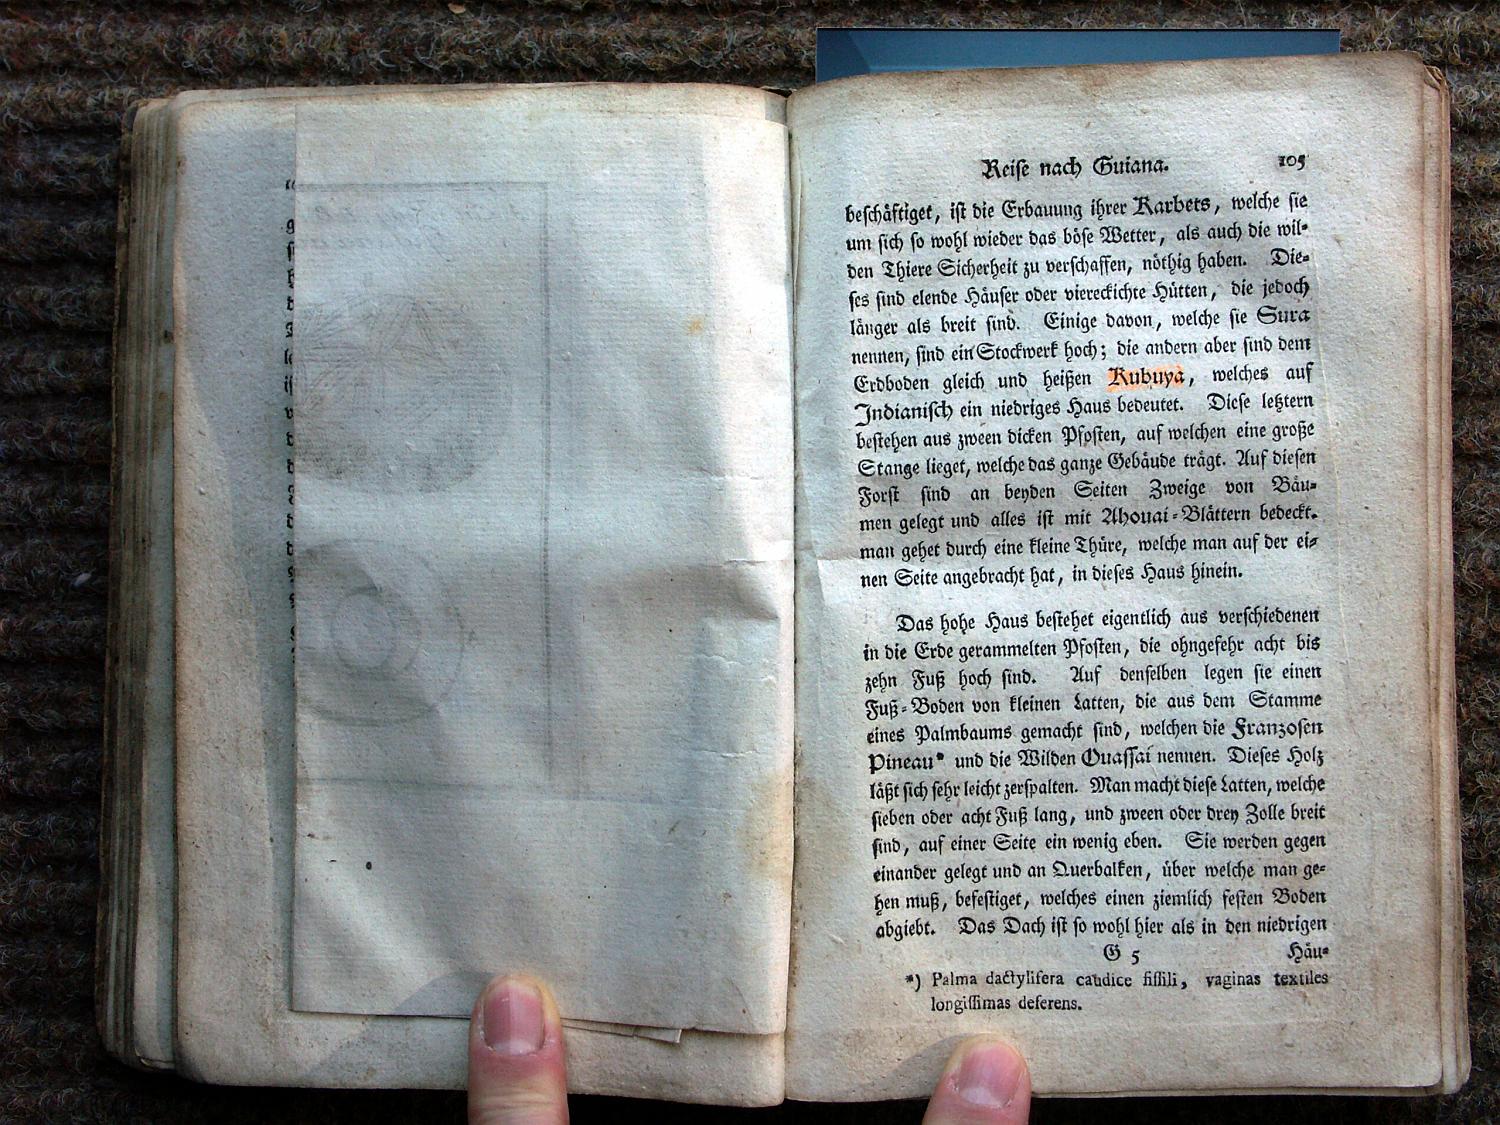 Reise nach Guiana. 105
beschäftiget, ist die Erbauung ihrer Karbets, welche sie
um sich so wohl wieder das böse Wetter, als auch die wil-
den Thiere Sicherheit zu verschaffen, nöthig haben. Die-
ses sind elende Häuser oder viereckichte Hütten, die jedoch
länger als breit sind. Einige davon, welche sie Sura
nennen, sind ein Stockwerk hoch; die andern aber sind dem
Erdboden gleich und heißen Kubuya, welches auf
Indianisch ein niedriges Haus bedeutet. Diese letztern
bestehen aus zween dicken Pfosten, auf welchen eine große
Stange lieget, welche das ganze Gebäude trägt. Auf diesen
Forst sind an beyden Seiten Zweige von Bäu-
men gelegt und alles ist mit Ahouai-Blättern bedeckt.
man gehet durch eine kleine Thüre, welche man auf der ei-
nen Seite angebracht hat, in dieses Haus hinein.
Das hohe Haus bestehet eigentlich aus verschiedenen
in die Erde gerammelten Pfosten, die ohngefehr acht bis
zehn Fuß hoch sind. Auf denselben legen sie einen
Fuß-Boden von kleinen Latten, die aus dem Stamme
eines Palmbaums gemacht sind, welchen die Franzosen
Pineau* und die Wilden Ouassai nennen. Dieses Holz
läßt sich sehr leicht zerspalten. Man macht diese Latten, welche
sieben oder acht Fuß lang, und zween oder drey Zolle breit
sind, auf einer Seite ein wenig eben. Sie werden gegen
einander gelegt und an Querbalken, über welche man ge-
hen muß, befestiget, welches einen ziemlich festen Boden
abgiebt. Das Dach ist so wohl hier als in den niedrigen
G 5 Häu-
*) Palma dactylifera caudice fissili, vaginas textiles
longissimas deferens.